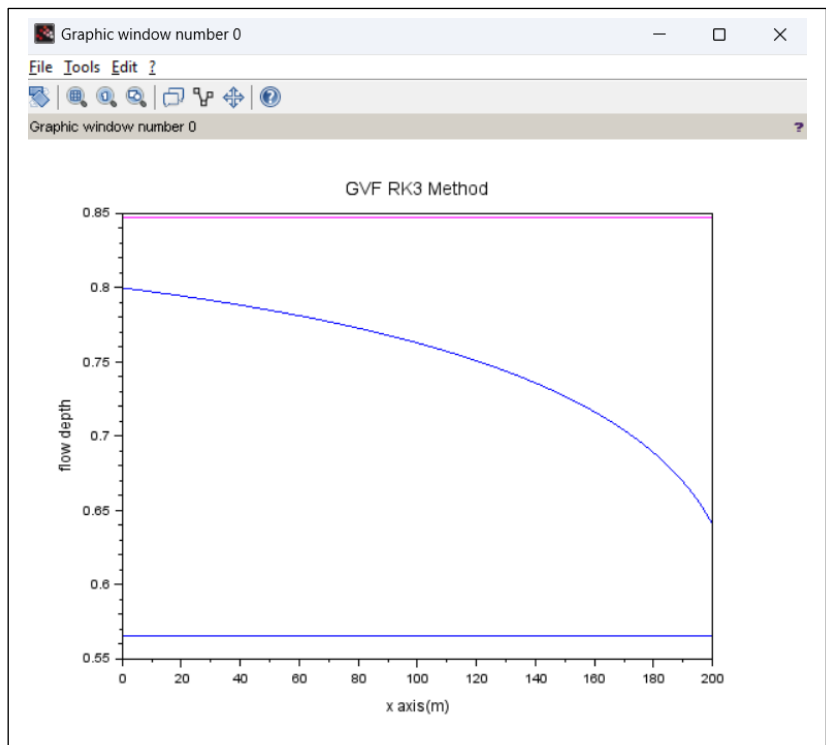 Graphic window number 0
File Tools Edit ?
Graphic window number 0 ?
GVF RK3 Method
0.85
0.8
0.75
0.7
0.65
0.6
0.55
flow depth
0 20 40 60 80 100 120 140 160 180 200
x axis(m)